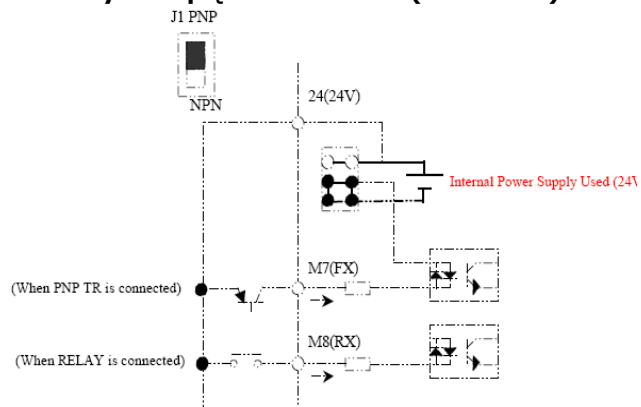 J1 PNP
NPN
24(24V)
Internal Power Supply Used (24V
M7(FX)
(When PNP TR is connected)
M8(RX)
(When RELAY is connected)